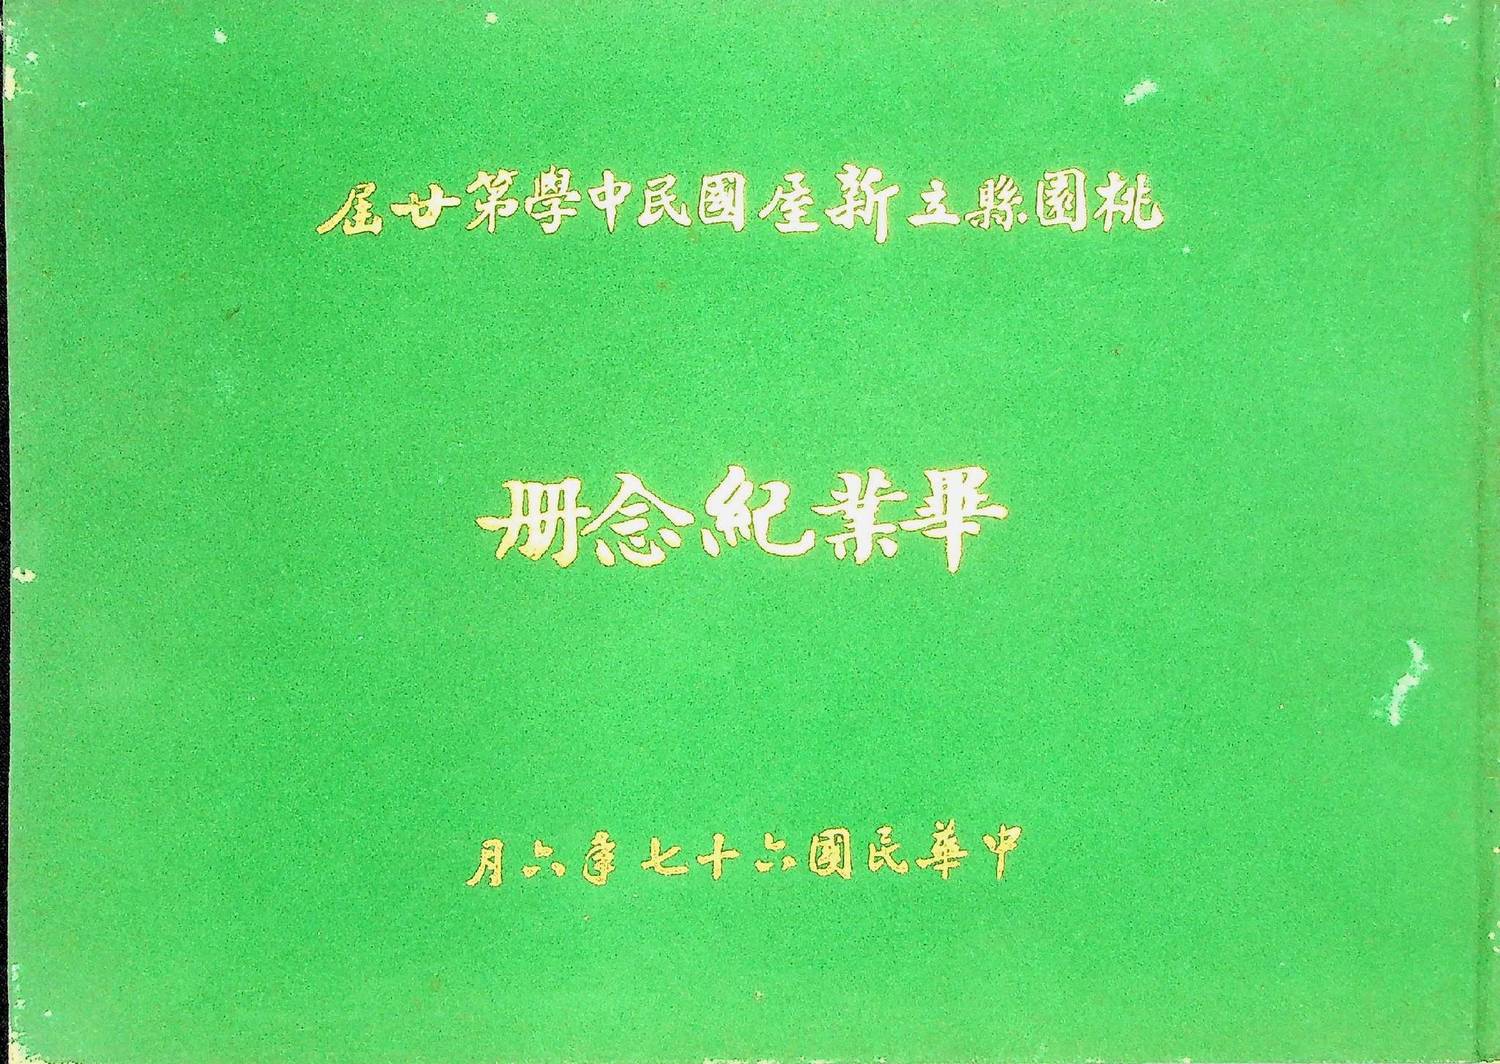 桃園縣立新屋國民中學第廿屆
畢業紀念冊
中華民國六十七年六月